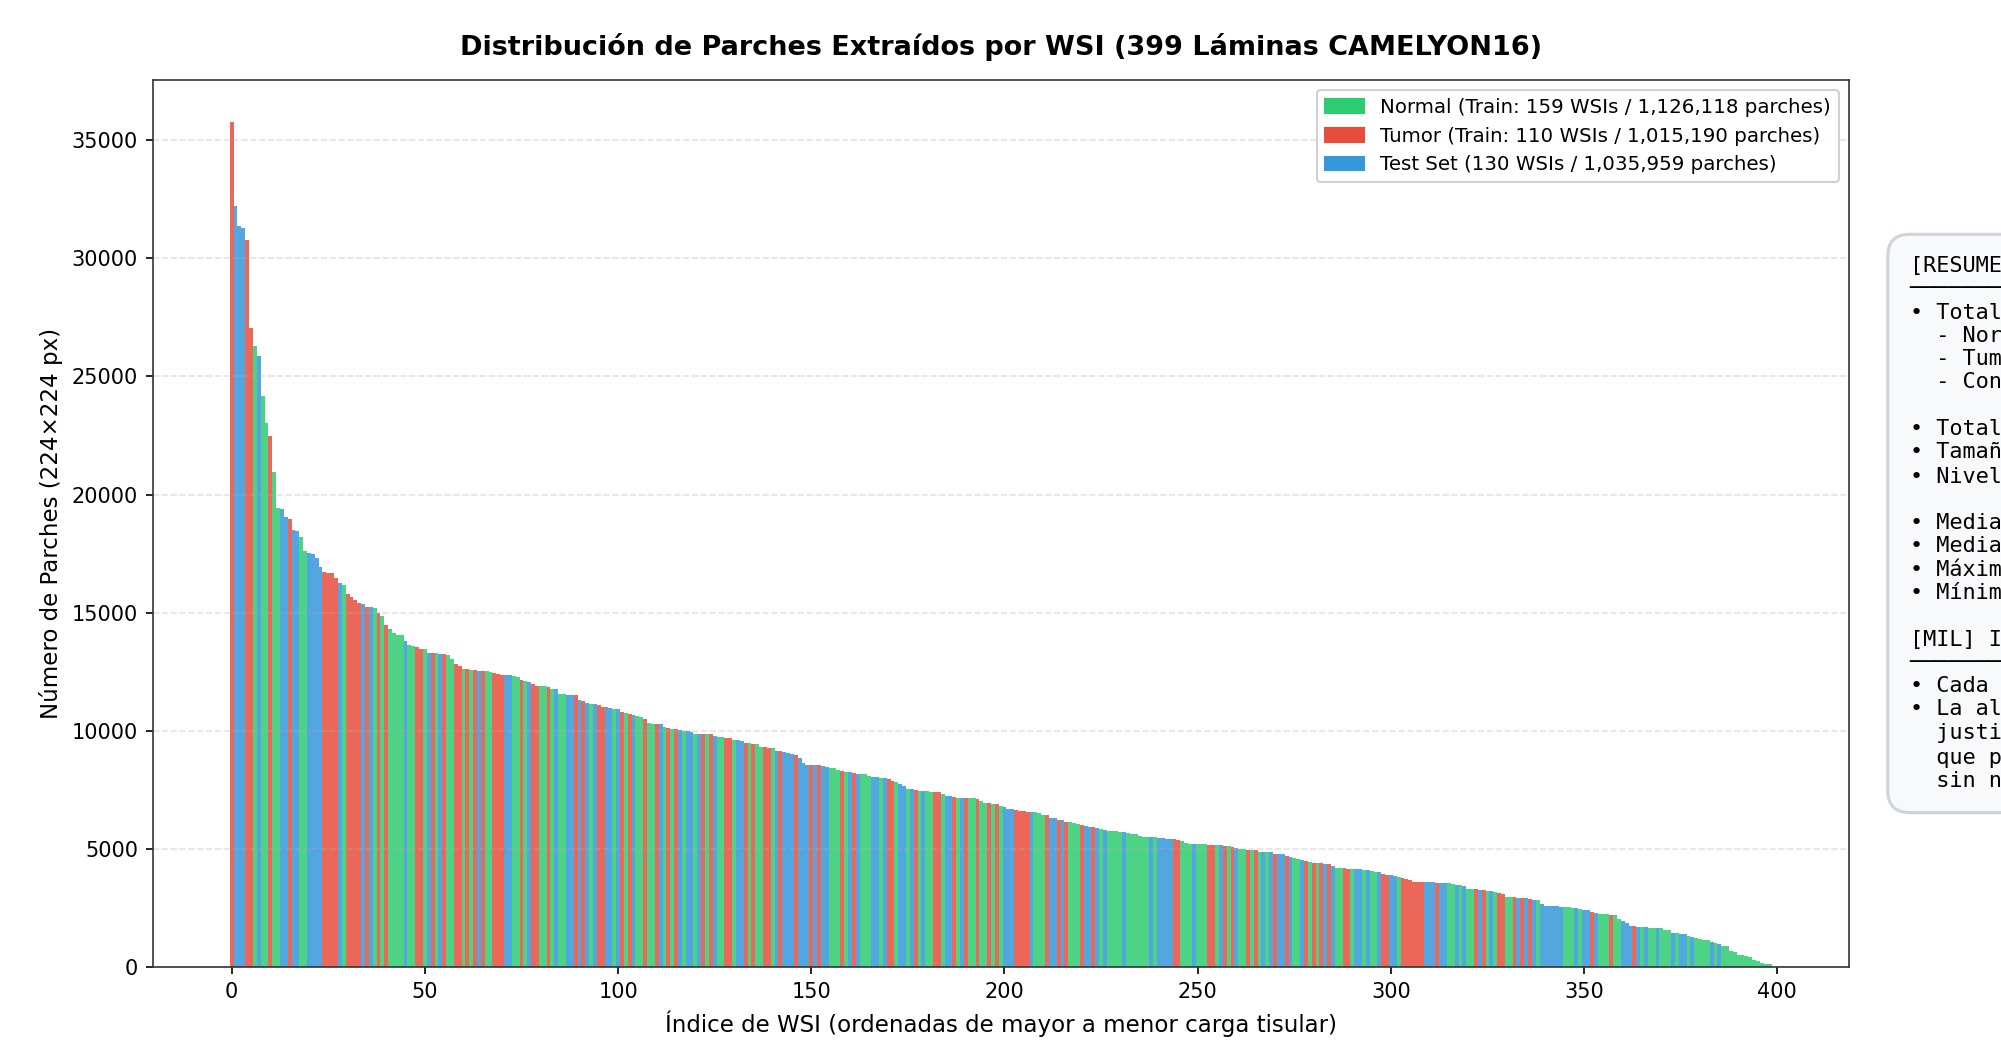 Distribución de Parches Extraídos por WSI (399 Láminas CAMELYON16)
Número de Parches (224×224 px)
35000
30000
25000
20000
15000
10000
5000
0
Normal (Train: 159 WSIs / 1,126,118 parches)
Tumor (Train: 110 WSIs / 1,015,190 parches)
Test Set (130 WSIs / 1,035,959 parches)
0 50 100 150 200 250 300 350 400
Índice de WSI (ordenadas de mayor a menor carga tisular)
[RESUME
• Total
- Nor
- Tum
- Con
• Total
• Tamañ
• Nivel
• Media
• Media
• Máxim
• Mínim
[MIL] I
• Cada
• La al
justi
que p
sin n